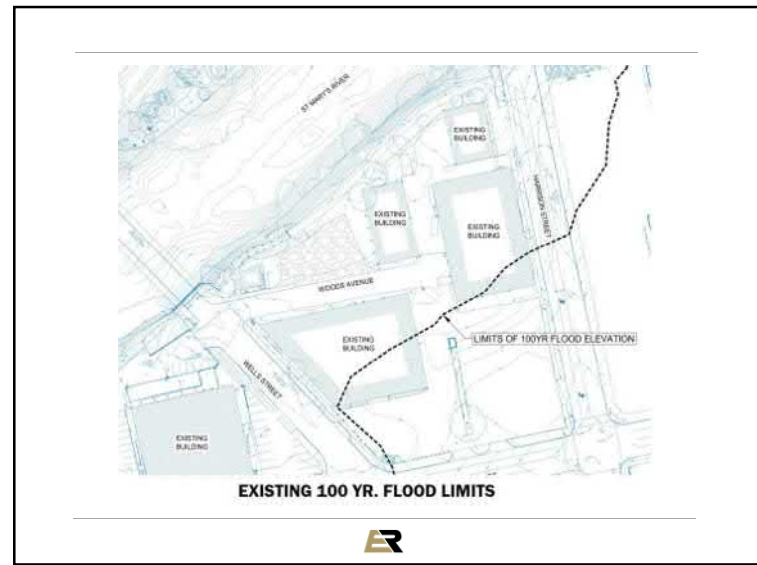 ST MARY'S RIVER
EXISTING
BUILDING
HARRISON STREET
EXISTING
BUILDING
EXISTING
BUILDING
WOODS AVENUE
EXISTING
BUILDING
LIMITS OF 100YR FLOOD ELEVATION
WELLS STREET
EXISTING
BUILDING
EXISTING 100 YR. FLOOD LIMITS
ER